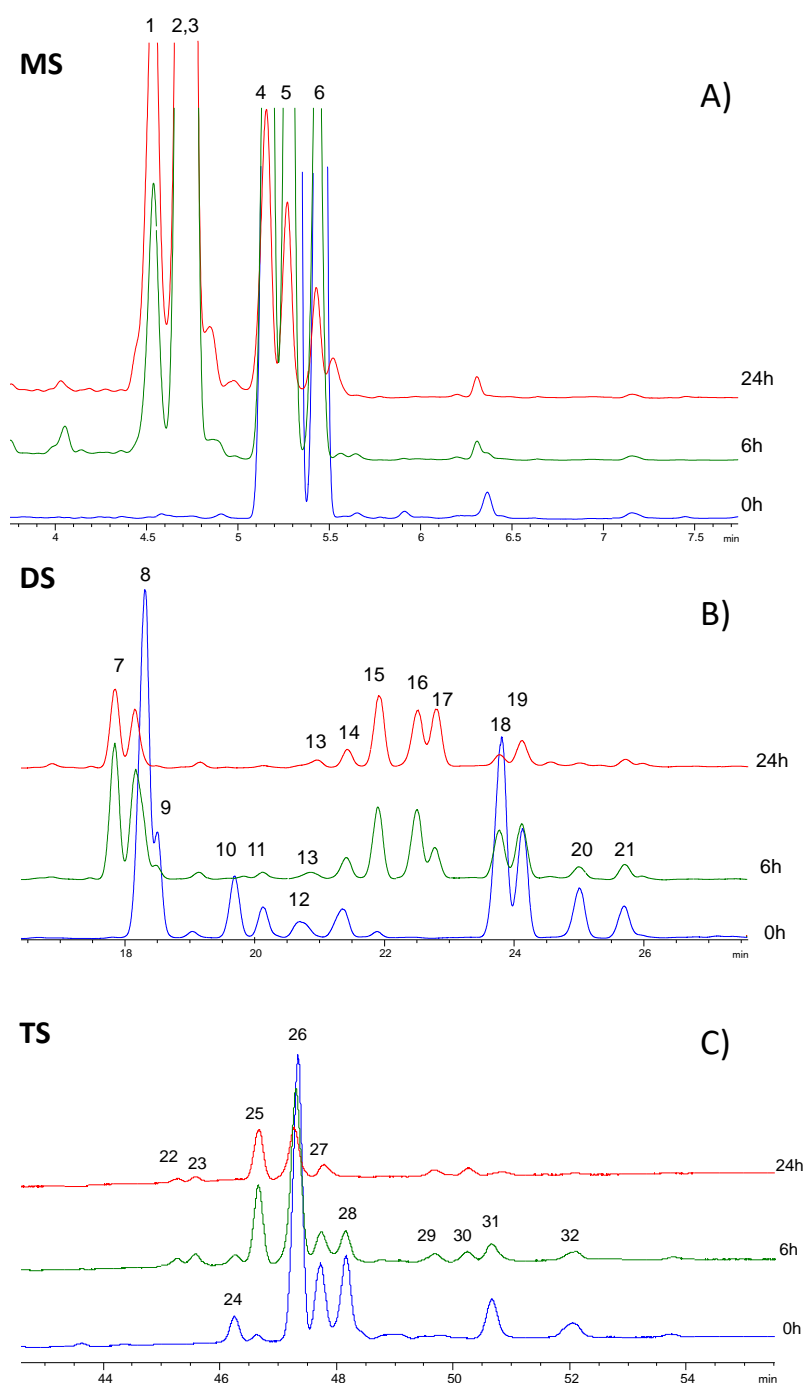 1 2,3
MS
A)
4 5 6
24h
6h
0h
4 4.5 5 5.5 6 6.5 7 7.5 min
DS
8
B)
7 15 16 17 19
18
13 14
24h
9
10 11 13 20 21
6h
12
0h
18 20 22 24 26 min
TS
26
C)
25
22 23 27
24h
28
29 30 31 32
6h
24
0h
44 46 48 50 52 54 min